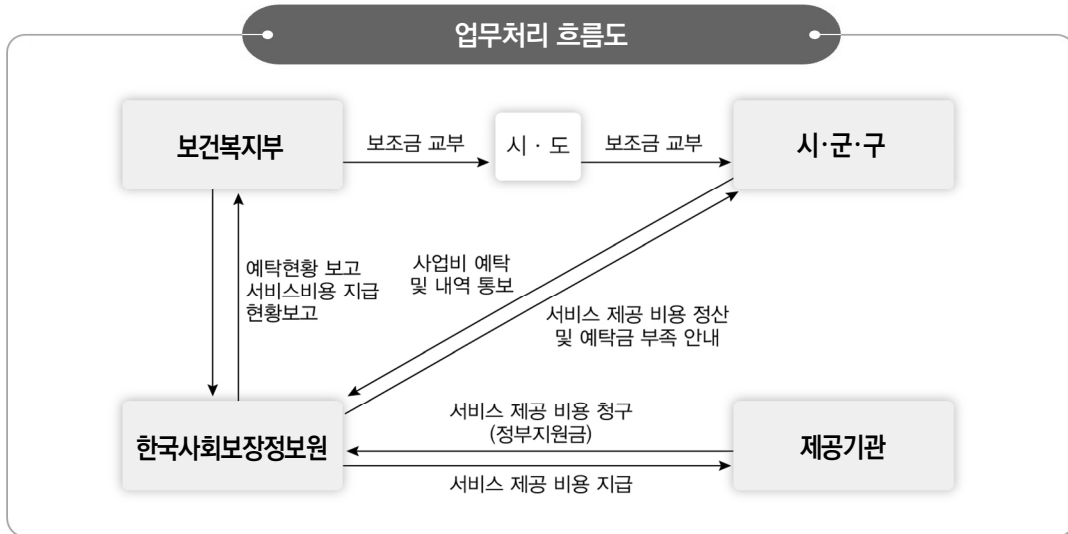 업무처리 흐름도
보건복지부
보조금 교부
시 · 도
보조금 교부
시·군·구
예탁현황 보고
서비스비용 지급
현황보고
사업비 예탁
및 내역 통보
서비스 제공 비용 정산
및 예탁금 부족 안내
한국사회보장정보원
서비스 제공 비용 청구
(정부지원금)
서비스 제공 비용 지급
제공기관